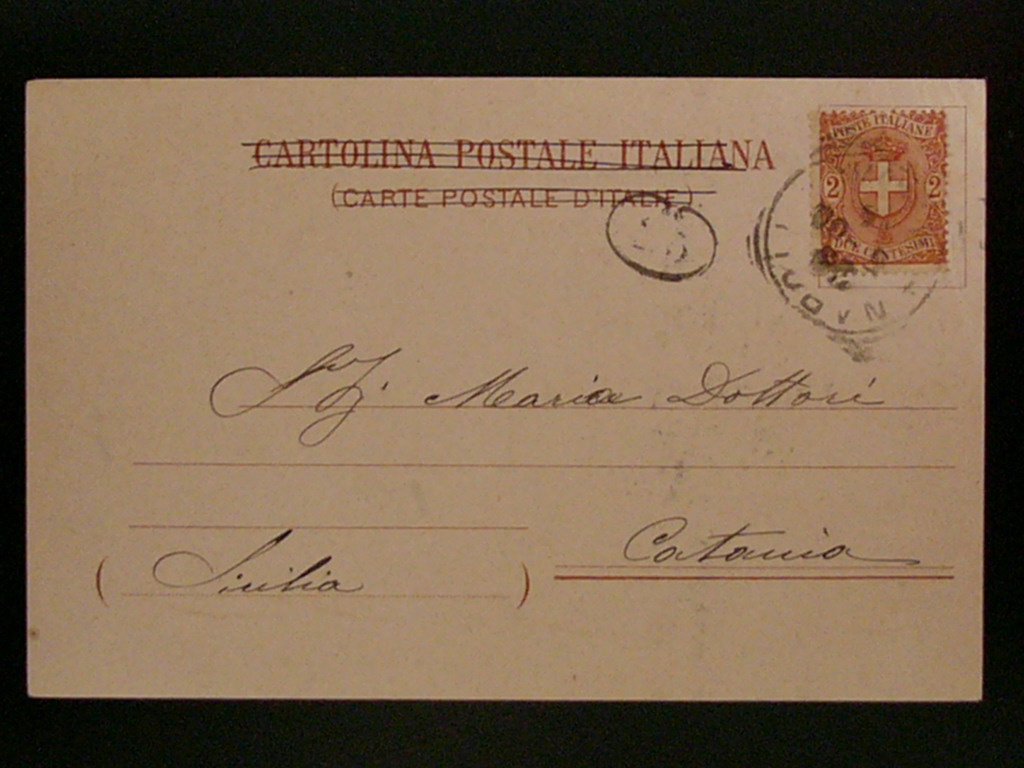 CARTOLINA POSTALE ITALIANA
(CARTE POSTALE D'ITALIE)
POSTE ITALIANE
2 2
DUE CENTESIMI
Maria Dottori
Catania
(Sicilia)